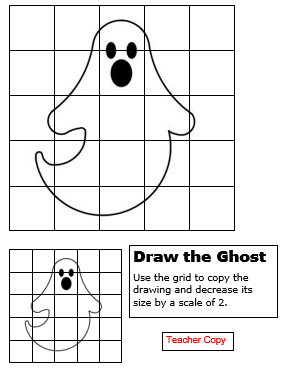 Draw the Ghost
Use the grid to copy the
drawing and decrease its
size by a scale of 2.
Teacher Copy